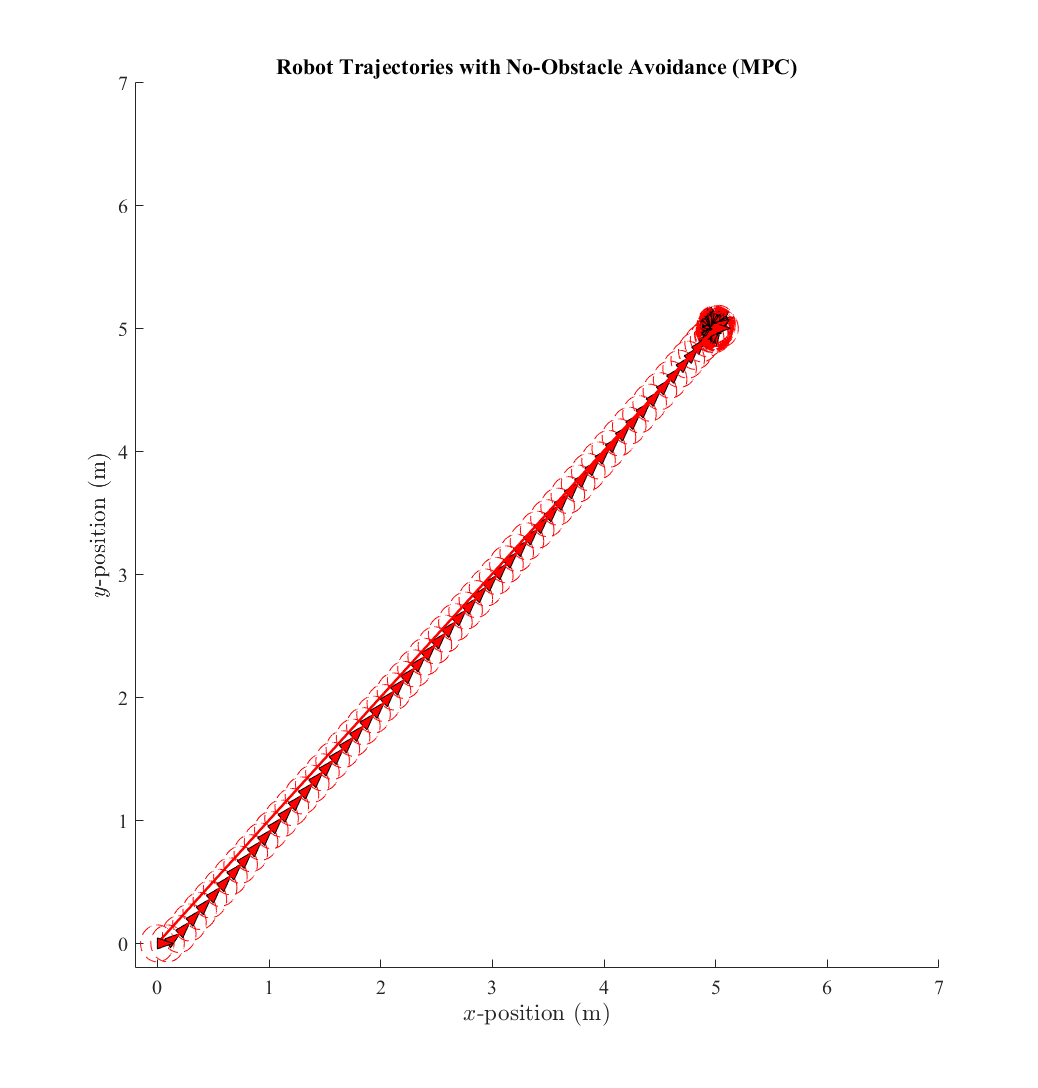 Robot Trajectories with No-Obstacle Avoidance (MPC)
7
6
5
4
3
2
1
0
y-position (m)
0 1 2 3 4 5 6 7
x-position (m)